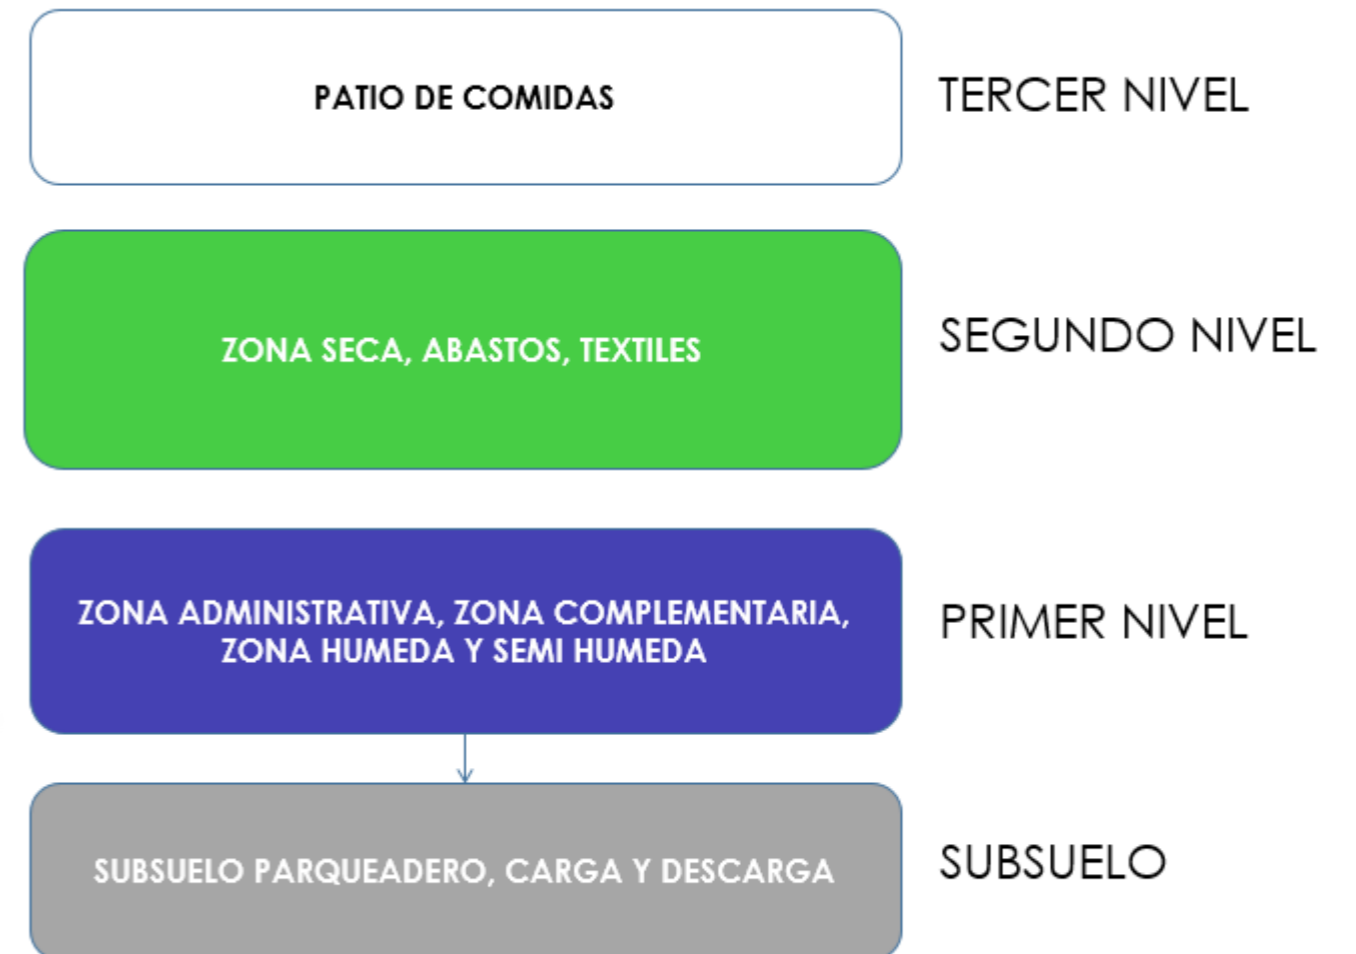 PATIO DE COMIDAS
TERCER NIVEL
ZONA SECA, ABASTOS, TEXTILES
SEGUNDO NIVEL
ZONA ADMINISTRATIVA, ZONA COMPLEMENTARIA,
ZONA HUMEDA Y SEMI HUMEDA
PRIMER NIVEL
SUBSUELO PARQUEADERO, CARGA Y DESCARGA
SUBSUELO